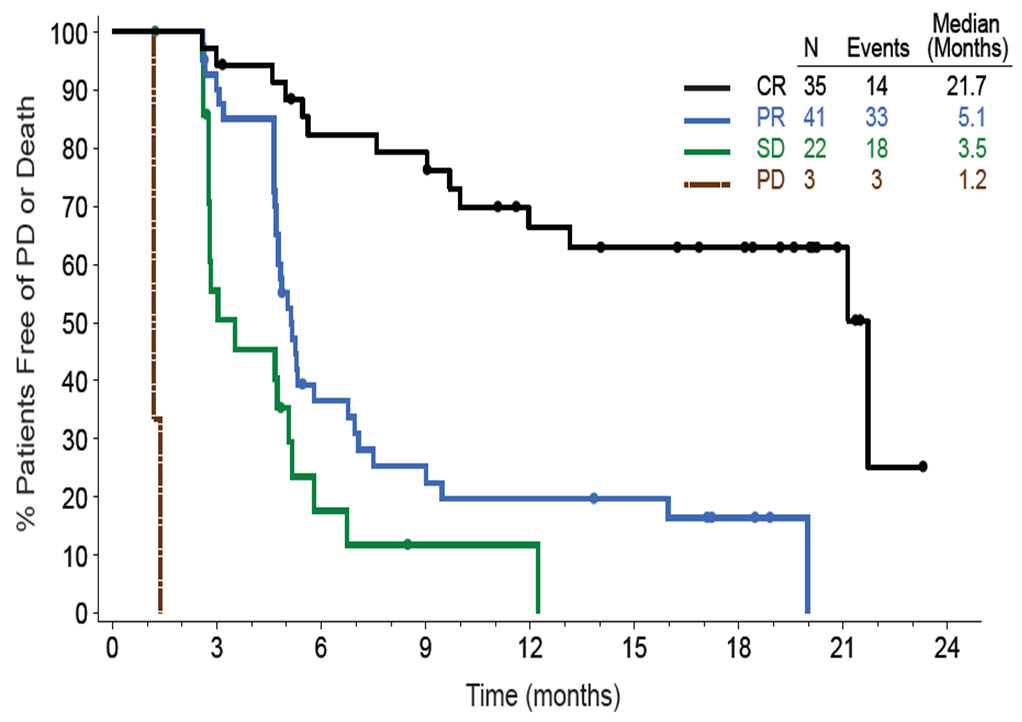 Median
N Events (Months)
CR 35 14 21.7
PR 41 33 5.1
SD 22 18 3.5
PD 3 3 1.2
% Patients Free of PD or Death
100
90
80
70
60
50
40
30
20
10
0
0 3 6 9 12 15 18 21 24
Time (months)